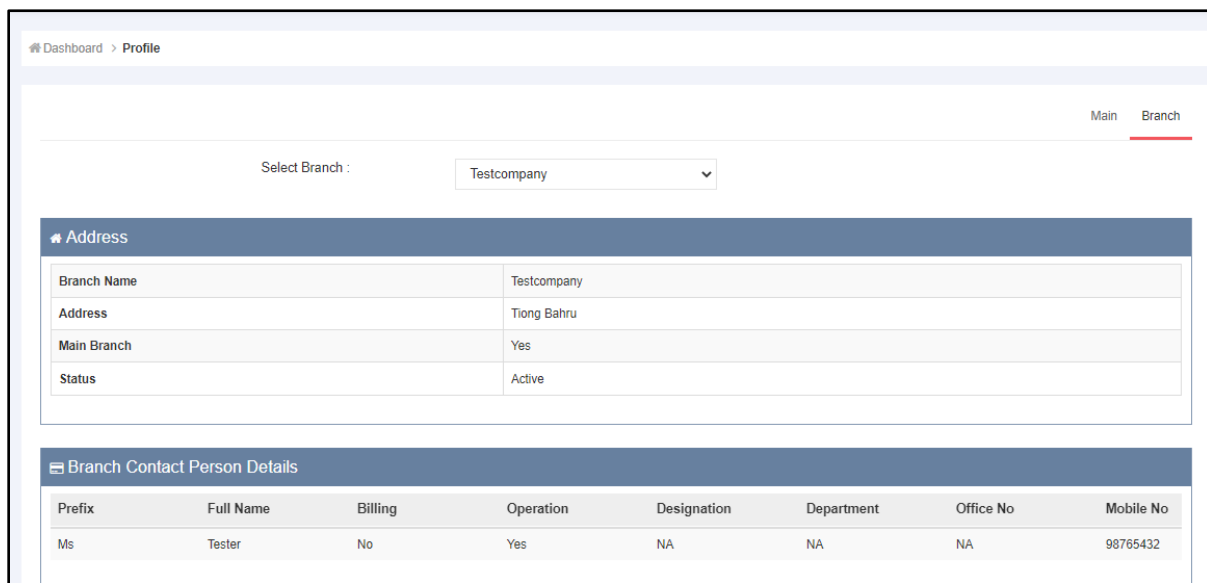 Dashboard > Profile
Main Branch
Select Branch : Testcompany
Address
Branch Name Testcompany
Address Tiong Bahru
Main Branch Yes
Status Active
Branch Contact Person Details
Prefix Full Name Billing Operation Designation Department Office No Mobile No
Ms Tester No Yes NA NA NA 98765432